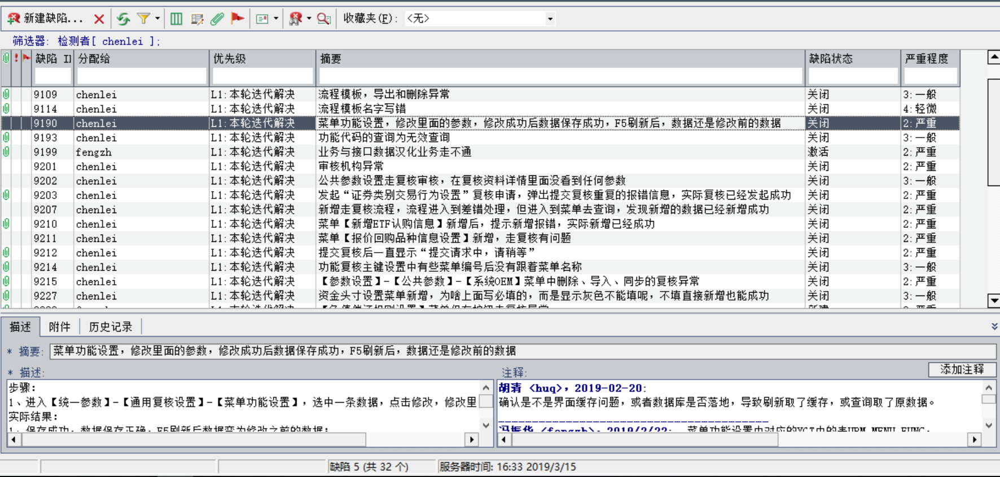 新建缺陷... 收藏夹(F): <无>
筛选器: 检测者[ chenlei ];
缺陷 II 分配给 优先级 摘要 缺陷状态 严重程度
9109 chenlei L1:本轮迭代解决 流程模板，导出和删除异常 关闭 3:一般
9114 chenlei L1:本轮迭代解决 流程模板名字写错 关闭 4:轻微
9190 chenlei L1:本轮迭代解决 菜单功能设置，修改里面的参数，修改成功后数据保存成功，F5刷新后，数据还是修改前的数据 关闭 2:严重
9193 chenlei L1:本轮迭代解决 功能代码的查询为无效查询 关闭 3:一般
9199 fengzh L1:本轮迭代解决 业务与接口数据汉化业务走不通 激活 2:严重
9201 chenlei L1:本轮迭代解决 审核机构异常 关闭 2:严重
9202 chenlei L1:本轮迭代解决 公共参数设置走复核审核，在复核资料详情里面没看到任何参数 关闭 3:一般
9203 chenlei L1:本轮迭代解决 发起“证券类别交易行为设置”复核申请，弹出提交复核重复的报错信息，实际复核已经发起成功 关闭 2:严重
9207 chenlei L1:本轮迭代解决 新增走复核流程，流程进入到差错处理，但进入到菜单去查询，发现新增的数据已经新增成功 关闭 2:严重
9210 chenlei L1:本轮迭代解决 菜单【新增ETF认购信息】新增后，提示新增报错，实际新增已经成功 关闭 2:严重
9211 chenlei L1:本轮迭代解决 菜单【报价回购品种信息设置】新增，走复核有问题 关闭 2:严重
9212 chenlei L1:本轮迭代解决 提交复核后一直显示“提交请求中，请稍等” 关闭 2:严重
9214 chenlei L1:本轮迭代解决 功能复核主键设置中有些菜单编号后没有跟着菜单名称 关闭 3:一般
9215 chenlei L1:本轮迭代解决 【参数设置】-【公共参数】-【系统OEM】菜单中删除、导入、同步的复核异常 关闭 2:严重
9227 chenlei L1:本轮迭代解决 资金头寸设置菜单新增，为啥上面写必填的，而是显示灰色不能填呢，不填直接新增也能成功 关闭 3:一般
描述 附件 历史记录
* 摘要: 菜单功能设置，修改里面的参数，修改成功后数据保存成功，F5刷新后，数据还是修改前的数据
* 描述: 注释: 添加注释
步骤:
1、进入【统一参数】-【通用复核设置】-【菜单功能设置】，选中一条数据，点击修改，修改里
实际结果:
1、保存成功，数据保存正确，F5刷新后数据变为修改之前的数据;
胡清 <huq>，2019-02-20:
确认是不是界面缓存问题，或者数据库是否落地，导致刷新取了缓存，或查询取了原数据。
冯振华 <fengzh>，2019/2/22: 菜单功能设置中对应的YGT中的表UPM_MENU_FUNC,
缺陷 5 (共 32 个) 服务器时间: 16:33 2019/3/15